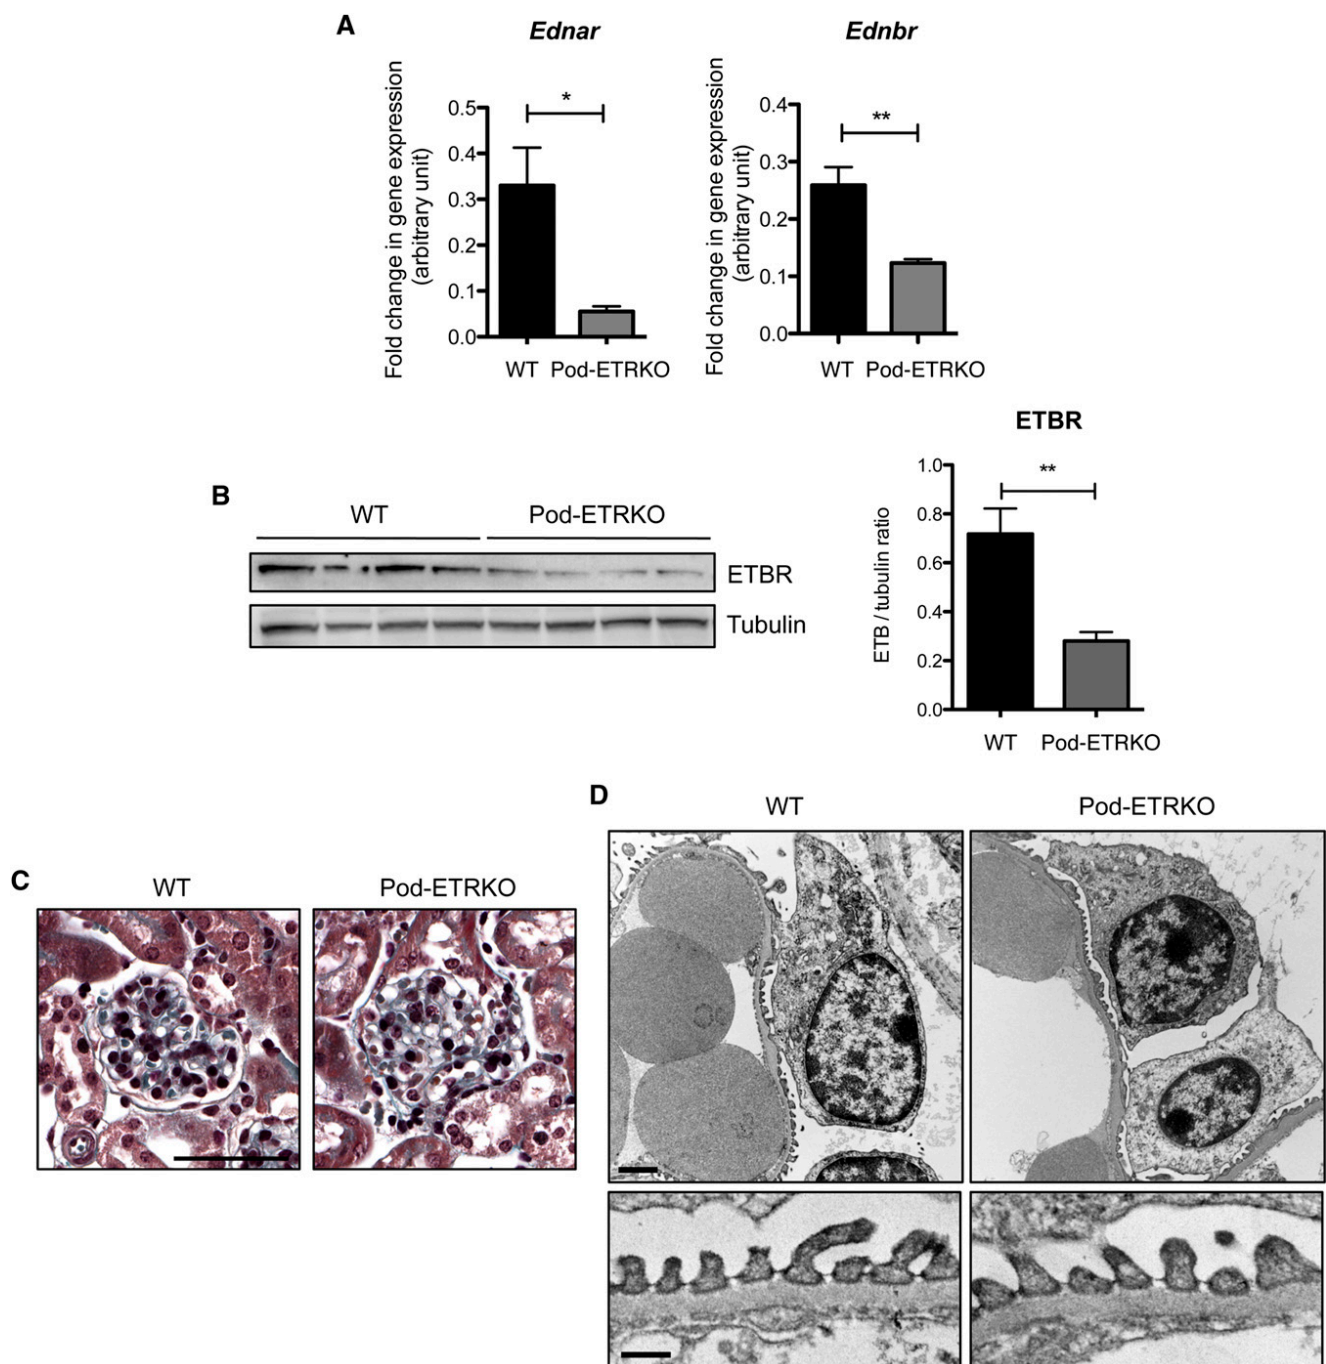 A
Ednar
Ednbr
Fold change in gene expression
(arbitrary unit)
0.5
0.4
0.3
0.2
0.1
0.0
*
WT Pod-ETRKO
Fold change in gene expression
(arbitrary unit)
0.4
0.3
0.2
0.1
0.0
**
WT Pod-ETRKO
B
WT Pod-ETRKO
ETBR
Tubulin
ETBR
ETB / tubulin ratio
1.0
0.8
0.6
0.4
0.2
0.0
**
WT Pod-ETRKO
C
WT Pod-ETRKO
D
WT Pod-ETRKO